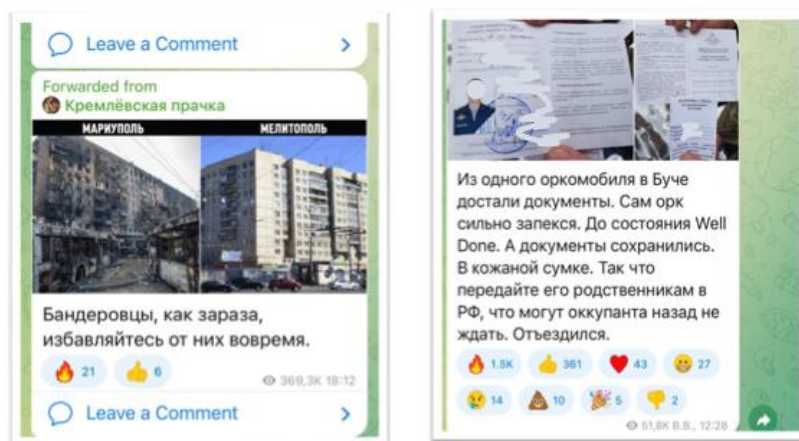 Leave a Comment
Forwarded from
Кремлёвская прачка
МАРИУПОЛЬ
МЕЛИТОПОЛЬ
Бандеровцы, как зараза,
избавляйтесь от них вовремя.
21 6
369,3K 18:12
Leave a Comment
Из одного оркомобиля в Буче
достали документы. Сам орк
сильно запекся. До состояния Well
Done. А документы сохранились.
В кожаной сумке. Так что
передайте его родственникам в
РФ, что могут оккупанта назад не
ждать. Отъездился.
1.5K 361 43 27
14 10 5 2
51,8K В.В., 12:28